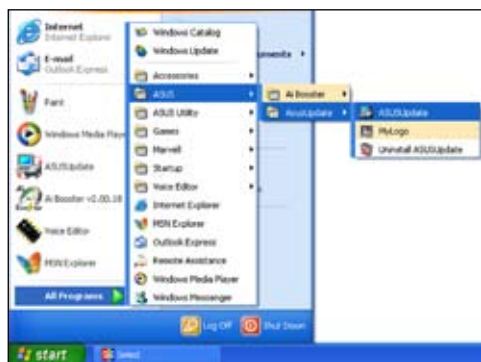 Internet
Internet Explorer
E-mail
Outlook Express
Paint
Windows Media Player
ASUSUpdate
Ai Booster v2.00.18
Voice Editor
MSN Explorer
All Programs
Windows Catalog
Windows Update
Accessories
ASUS
ASUS Utility
Games
Marvell
Startup
Voice Editor
Internet Explorer
MSN Explorer
Outlook Express
Remote Assistance
Windows Media Player
Windows Messenger
Ai Booster
AsusUpdate
ASUSUpdate
MyLogo
Uninstall ASUSUpdate
Log Off
Shut Down
start